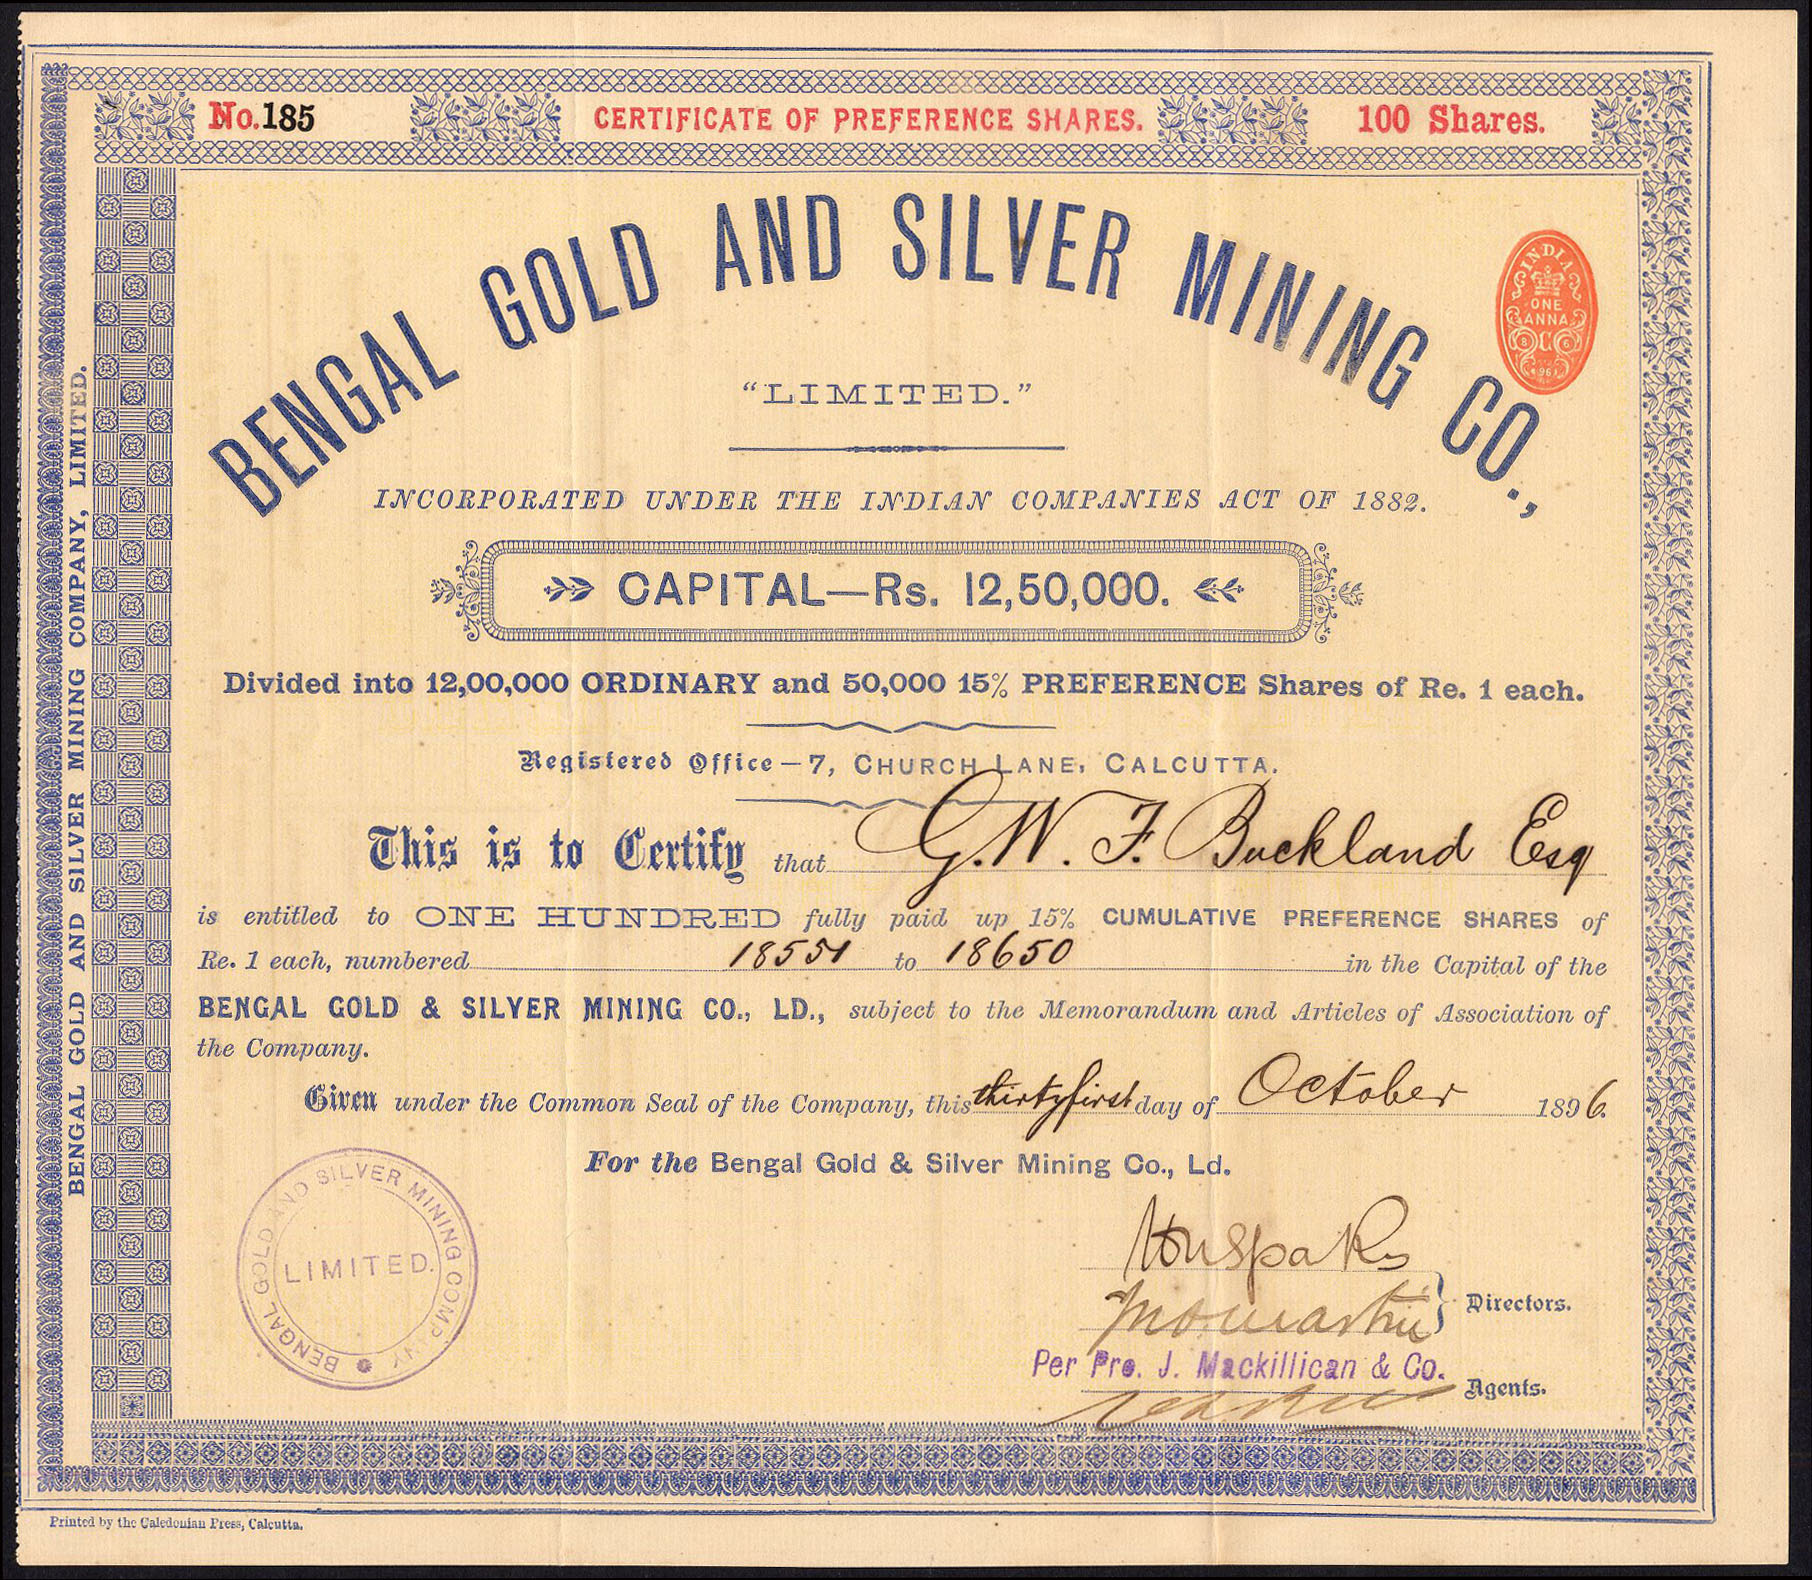 No.185
CERTIFICATE OF PREFERENCE SHARES.
100 Shares.
BENGAL GOLD AND SILVER MINING CO.,
INDIA
ONE
ANNA
"LIMITED."
INCORPORATED UNDER THE INDIAN COMPANIES ACT OF 1882.
CAPITAL—Rs. 12,50,000.
Divided into 12,00,000 ORDINARY and 50,000 15% PREFERENCE Shares of Re. 1 each.
Registered Office – 7, CHURCH LANE, CALCUTTA.
This is to Certify that G. W. F. Buckland Esq
is entitled to ONE HUNDRED fully paid up 15% CUMULATIVE PREFERENCE SHARES of
Re. 1 each, numbered 18551 to 18650 in the Capital of the
BENGAL GOLD & SILVER MINING CO., LD., subject to the Memorandum and Articles of Association of
the Company.
Given under the Common Seal of the Company, this thirtyfirst day of October 1896.
For the Bengal Gold & Silver Mining Co., Ld.
BENGAL GOLD AND SILVER MINING COMPANY
LIMITED.
Directors.
Per Pro. J. Mackillican & Co.
Agents.
BENGAL GOLD AND SILVER MINING COMPANY, LIMITED.
Printed by the Caledonian Press, Calcutta.